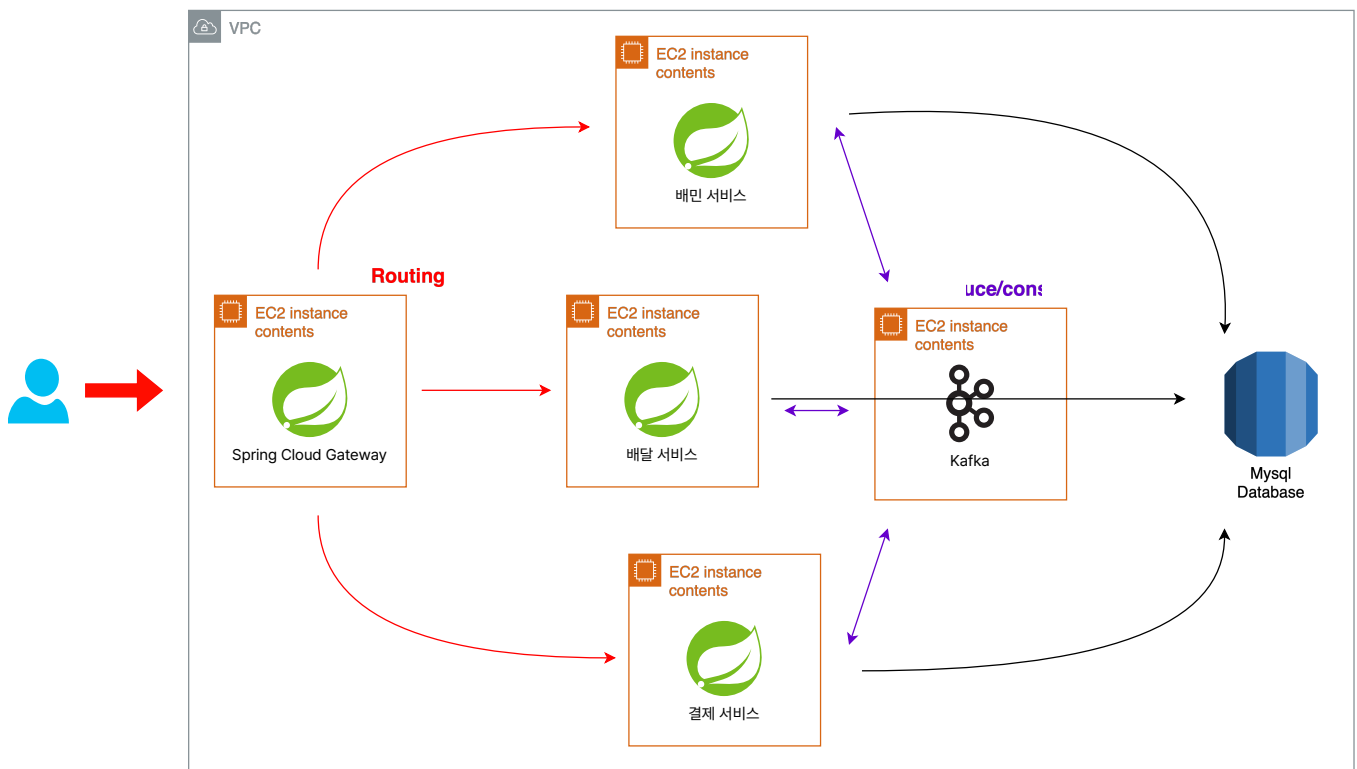 VPC
EC2 instance
contents
배민 서비스
Routing
uce/cons
EC2 instance
contents
Spring Cloud Gateway
EC2 instance
contents
배달 서비스
EC2 instance
contents
Kafka
Mysql
Database
EC2 instance
contents
결제 서비스